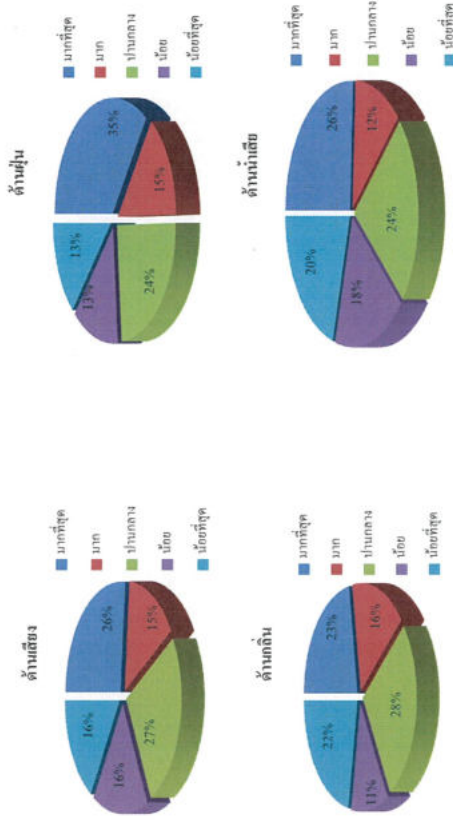 ด้านเสียง
26%
15%
27%
16%
16%
มากที่สุด
มาก
ปานกลาง
น้อย
น้อยที่สุด
ด้านฝุ่น
35%
15%
24%
13%
13%
มากที่สุด
มาก
ปานกลาง
น้อย
น้อยที่สุด
ด้านกลิ่น
23%
16%
28%
11%
22%
มากที่สุด
มาก
ปานกลาง
น้อย
น้อยที่สุด
ด้านน้ำเสีย
26%
12%
24%
18%
20%
มากที่สุด
มาก
ปานกลาง
น้อย
น้อยที่สุด